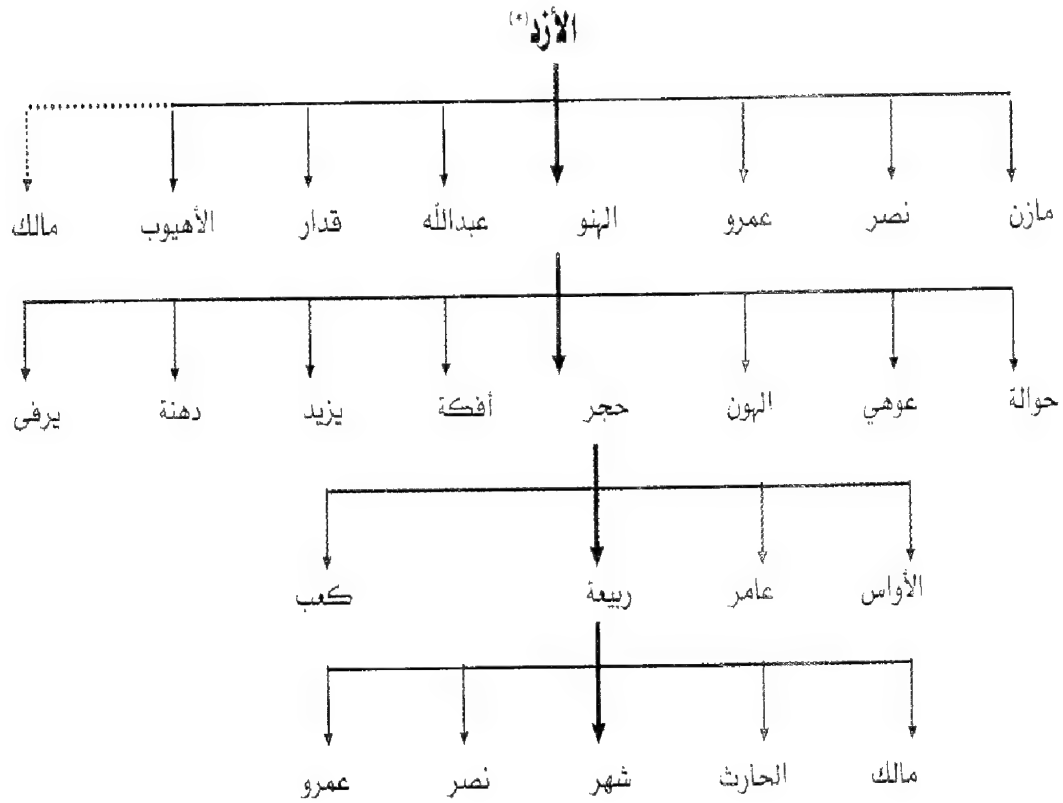 الأزد(*)
مازن نصر عمرو الهنو عبدالله قدار الأهيوب مالك
حوالة عوهي الهون حجر أفكة يزيد دهنة يرفى
الأواس عامر ربيعة كعب
مالك الحارث شهر نصر عمرو